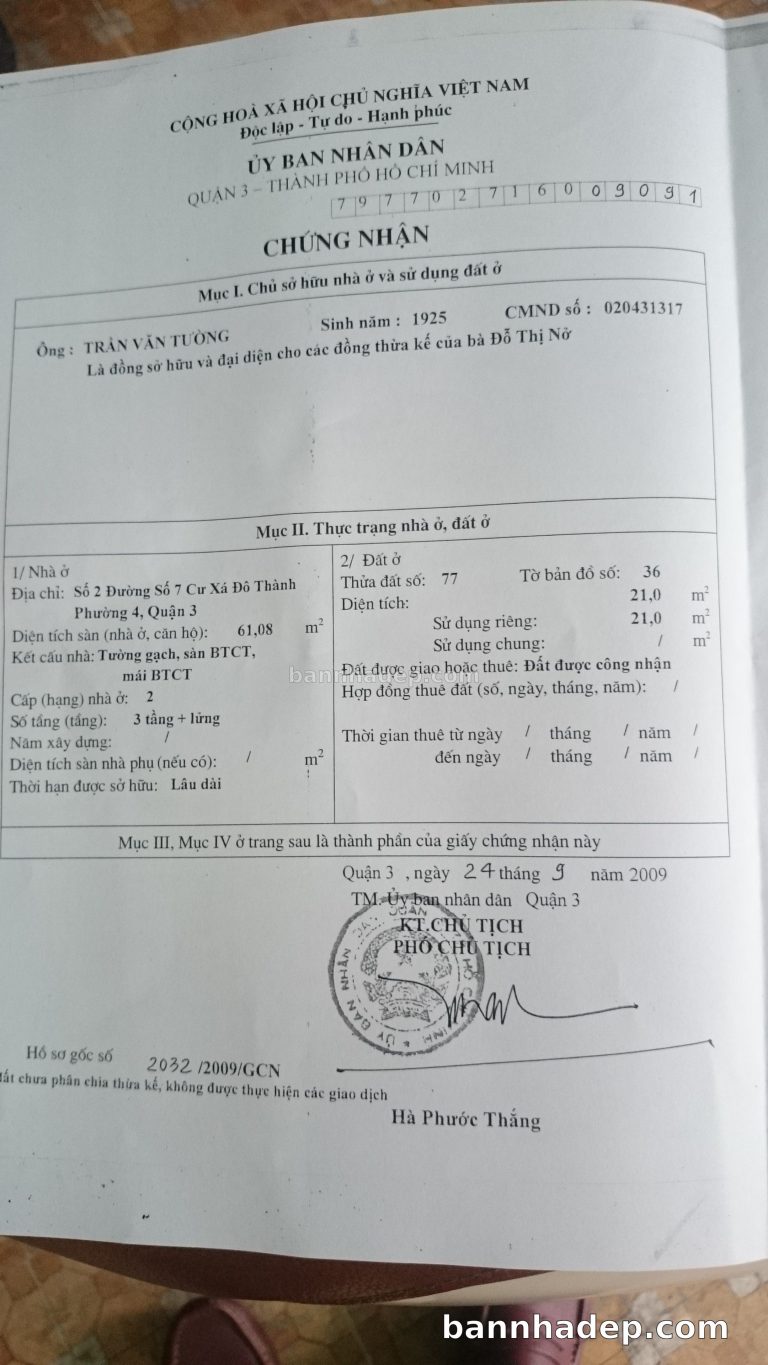 CỘNG HOÀ XÃ HỘI CHỦ NGHĨA VIỆT NAM
Độc lập - Tự do - Hạnh phúc
ỦY BAN NHÂN DÂN
QUẬN 3 – THÀNH PHỐ HỒ CHÍ MINH
7 9 7 7 0 2 7 1 6 0 0 9 0 9 1
CHỨNG NHẬN
Mục I. Chủ sở hữu nhà ở và sử dụng đất ở
Ông : TRẦN VĂN TƯỜNG Sinh năm : 1925 CMND số : 020431317
Là đồng sở hữu và đại diện cho các đồng thừa kế của bà Đỗ Thị Nở
Mục II. Thực trạng nhà ở, đất ở
1/ Nhà ở
Địa chỉ: Số 2 Đường Số 7 Cư Xá Đô Thành
Phường 4, Quận 3
Diện tích sàn (nhà ở, căn hộ): 61,08 m²
Kết cấu nhà: Tường gạch, sàn BTCT,
mái BTCT
Cấp (hạng) nhà ở: 2
Số tầng (tầng): 3 tầng + lửng
Năm xây dựng: /
Diện tích sàn nhà phụ (nếu có): / m²
Thời hạn được sở hữu: Lâu dài
2/ Đất ở
Thửa đất số: 77 Tờ bản đồ số: 36
Diện tích: 21,0 m²
Sử dụng riêng: 21,0 m²
Sử dụng chung: / m²
Đất được giao hoặc thuê: Đất được công nhận
Hợp đồng thuê đất (số, ngày, tháng, năm): /
Thời gian thuê từ ngày / tháng / năm /
đến ngày / tháng / năm /
bannhadep.com
Mục III, Mục IV ở trang sau là thành phần của giấy chứng nhận này
Quận 3 , ngày 24 tháng 9 năm 2009
TM. Ủy ban nhân dân Quận 3
KT.CHỦ TỊCH
PHÓ CHỦ TỊCH
Hồ sơ gốc số 2032 /2009/GCN
đất chưa phân chia thừa kế, không được thực hiện các giao dịch
Hà Phước Thắng
bannhadep.com